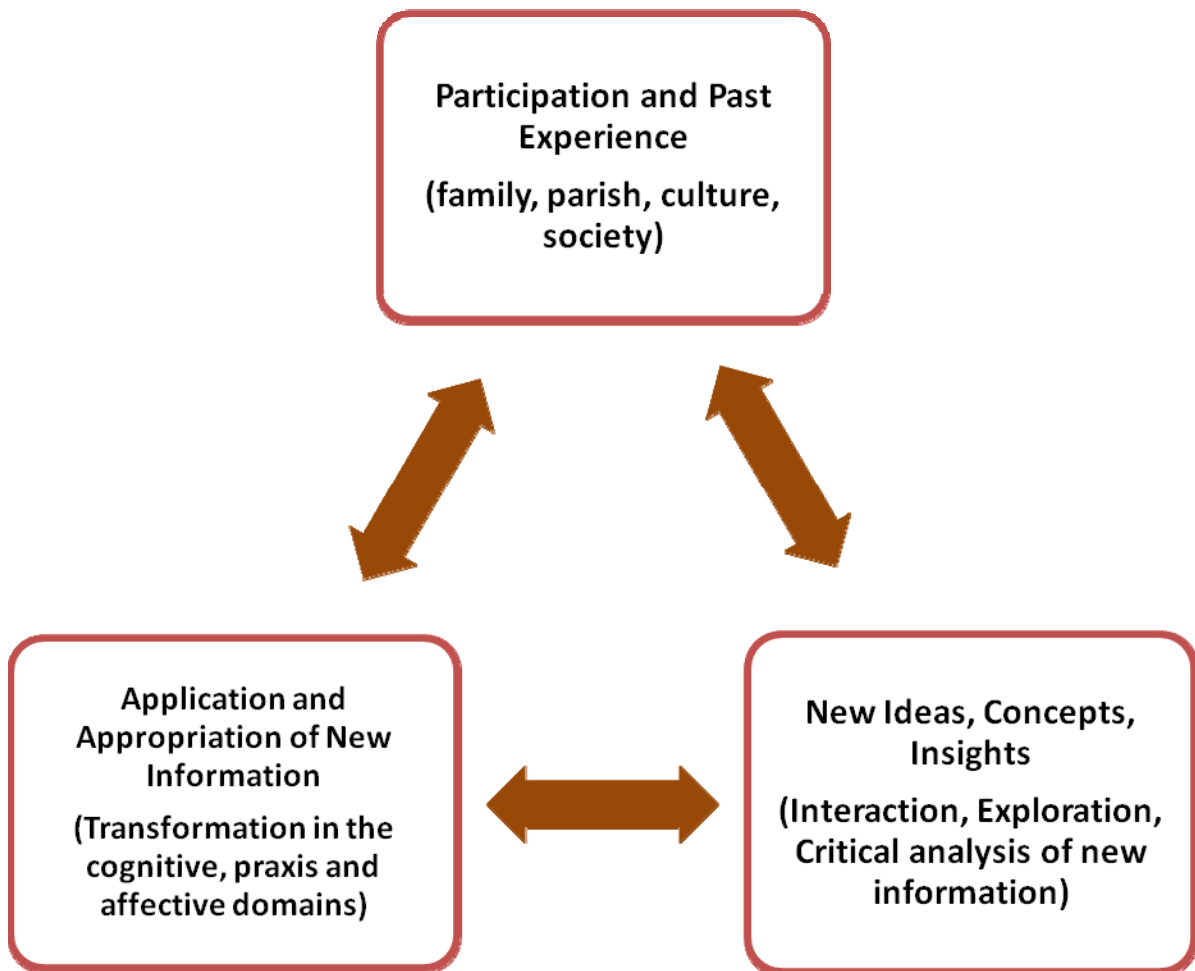 Participation and Past
Experience
(family, parish, culture,
society)
Application and
Appropriation of New
Information
(Transformation in the
cognitive, praxis and
affective domains)
New Ideas, Concepts,
Insights
(Interaction, Exploration,
Critical analysis of new
information)